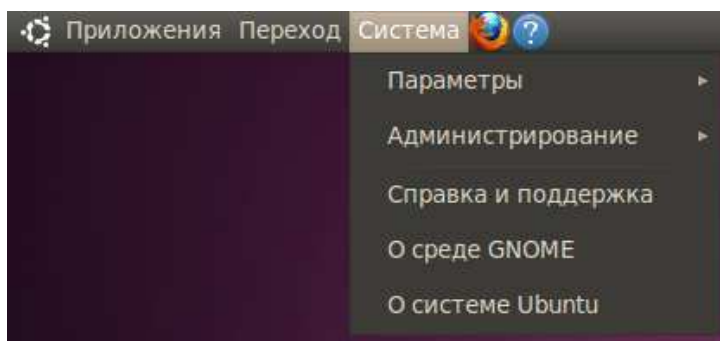 Приложения Переход Система ?
Параметры
Администрирование
Справка и поддержка
О среде GNOME
О системе Ubuntu